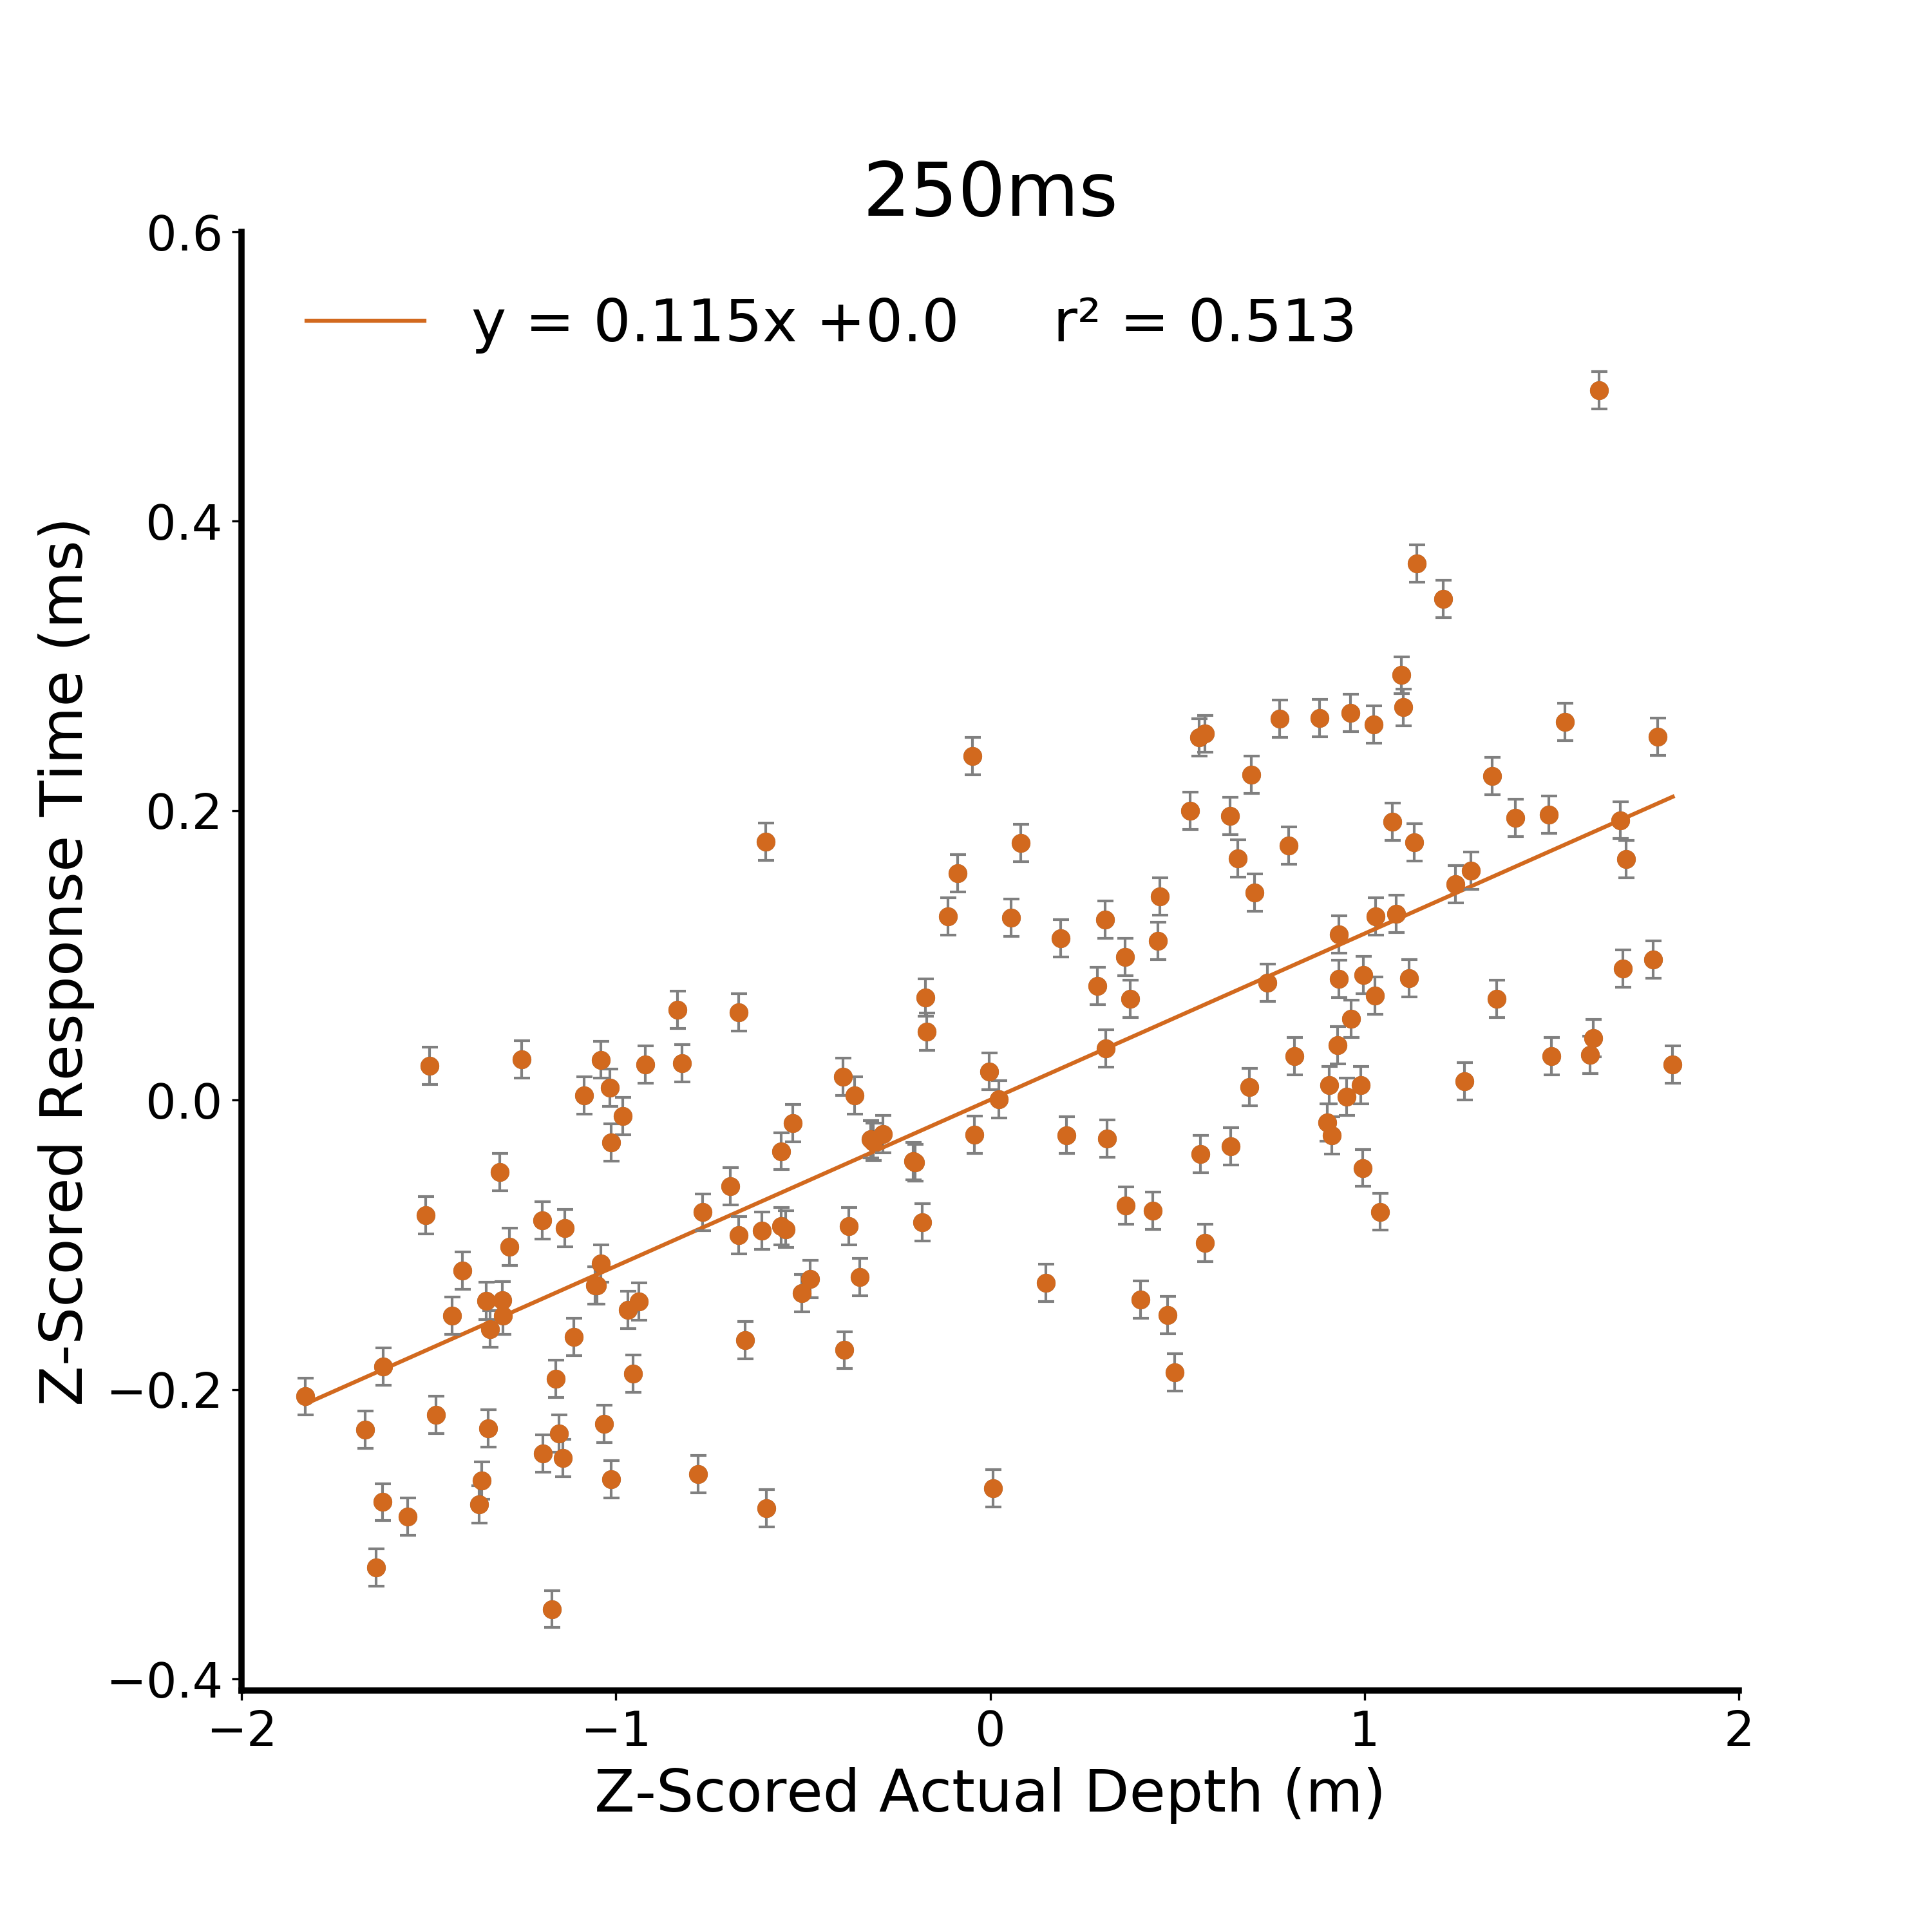 250ms
y = 0.115x +0.0 r² = 0.513
0.6
0.4
0.2
0.0
−0.2
−0.4
Z-Scored Response Time (ms)
−2 −1 0 1 2
Z-Scored Actual Depth (m)